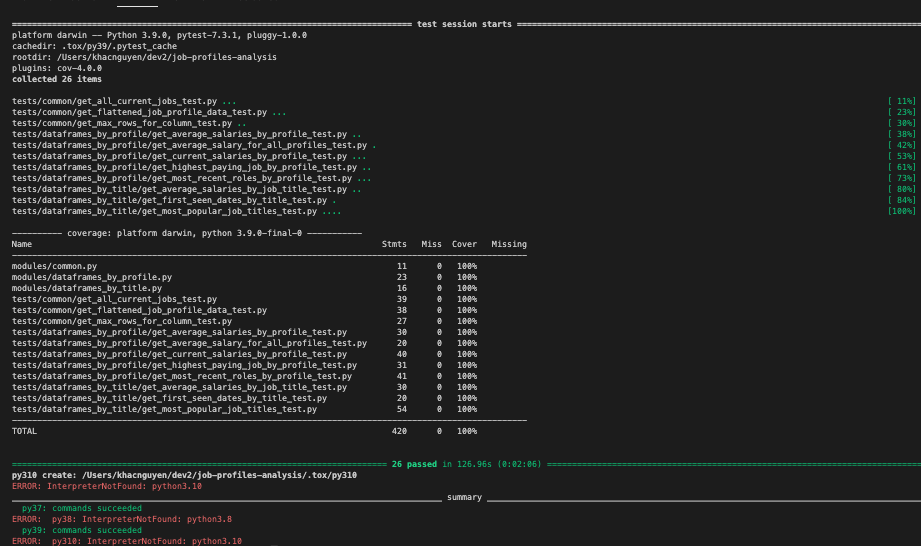 test session starts
platform darwin -- Python 3.9.0, pytest-7.3.1, pluggy-1.0.0
cachedir: .tox/py39/.pytest_cache
rootdir: /Users/khacnguyen/dev2/job-profiles-analysis
plugins: cov-4.0.0
collected 26 items
tests/common/get_all_current_jobs_test.py ... [ 11%]
tests/common/get_flattened_job_profile_data_test.py ... [ 23%]
tests/common/get_max_rows_for_column_test.py .. [ 30%]
tests/dataframes_by_profile/get_average_salaries_by_profile_test.py .. [ 38%]
tests/dataframes_by_profile/get_average_salary_for_all_profiles_test.py . [ 42%]
tests/dataframes_by_profile/get_current_salaries_by_profile_test.py ... [ 53%]
tests/dataframes_by_profile/get_highest_paying_job_by_profile_test.py .. [ 61%]
tests/dataframes_by_profile/get_most_recent_roles_by_profile_test.py ... [ 73%]
tests/dataframes_by_title/get_average_salaries_by_job_title_test.py .. [ 80%]
tests/dataframes_by_title/get_first_seen_dates_by_title_test.py . [ 84%]
tests/dataframes_by_title/get_most_popular_job_titles_test.py .... [100%]
---------- coverage: platform darwin, python 3.9.0-final-0 -----------
Name Stmts Miss Cover Missing
modules/common.py 11 0 100%
modules/dataframes_by_profile.py 23 0 100%
modules/dataframes_by_title.py 16 0 100%
tests/common/get_all_current_jobs_test.py 39 0 100%
tests/common/get_flattened_job_profile_data_test.py 38 0 100%
tests/common/get_max_rows_for_column_test.py 27 0 100%
tests/dataframes_by_profile/get_average_salaries_by_profile_test.py 30 0 100%
tests/dataframes_by_profile/get_average_salary_for_all_profiles_test.py 20 0 100%
tests/dataframes_by_profile/get_current_salaries_by_profile_test.py 40 0 100%
tests/dataframes_by_profile/get_highest_paying_job_by_profile_test.py 31 0 100%
tests/dataframes_by_profile/get_most_recent_roles_by_profile_test.py 41 0 100%
tests/dataframes_by_title/get_average_salaries_by_job_title_test.py 30 0 100%
tests/dataframes_by_title/get_first_seen_dates_by_title_test.py 20 0 100%
tests/dataframes_by_title/get_most_popular_job_titles_test.py 54 0 100%
TOTAL 420 0 100%
26 passed in 126.96s (0:02:06)
py310 create: /Users/khacnguyen/dev2/job-profiles-analysis/.tox/py310
ERROR: InterpreterNotFound: python3.10
summary
py37: commands succeeded
ERROR: py38: InterpreterNotFound: python3.8
py39: commands succeeded
ERROR: py310: InterpreterNotFound: python3.10